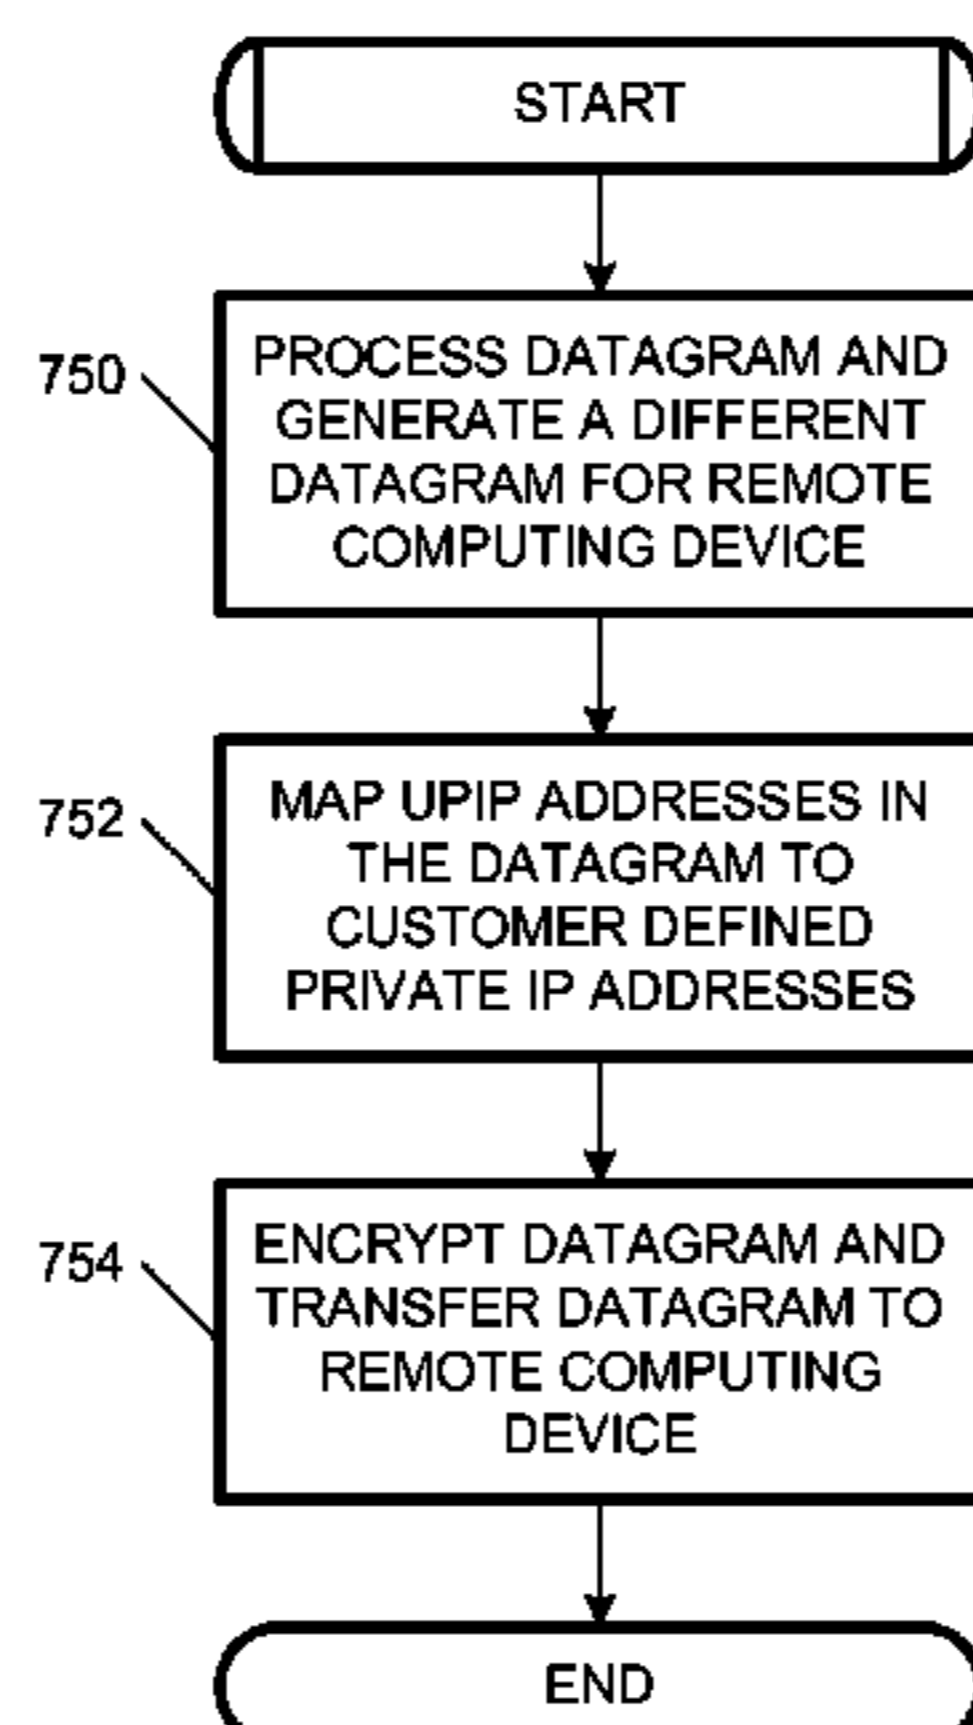 START
750
PROCESS DATAGRAM AND
GENERATE A DIFFERENT
DATAGRAM FOR REMOTE
COMPUTING DEVICE
752
MAP UPIP ADDRESSES IN
THE DATAGRAM TO
CUSTOMER DEFINED
PRIVATE IP ADDRESSES
754
ENCRYPT DATAGRAM AND
TRANSFER DATAGRAM TO
REMOTE COMPUTING
DEVICE
END